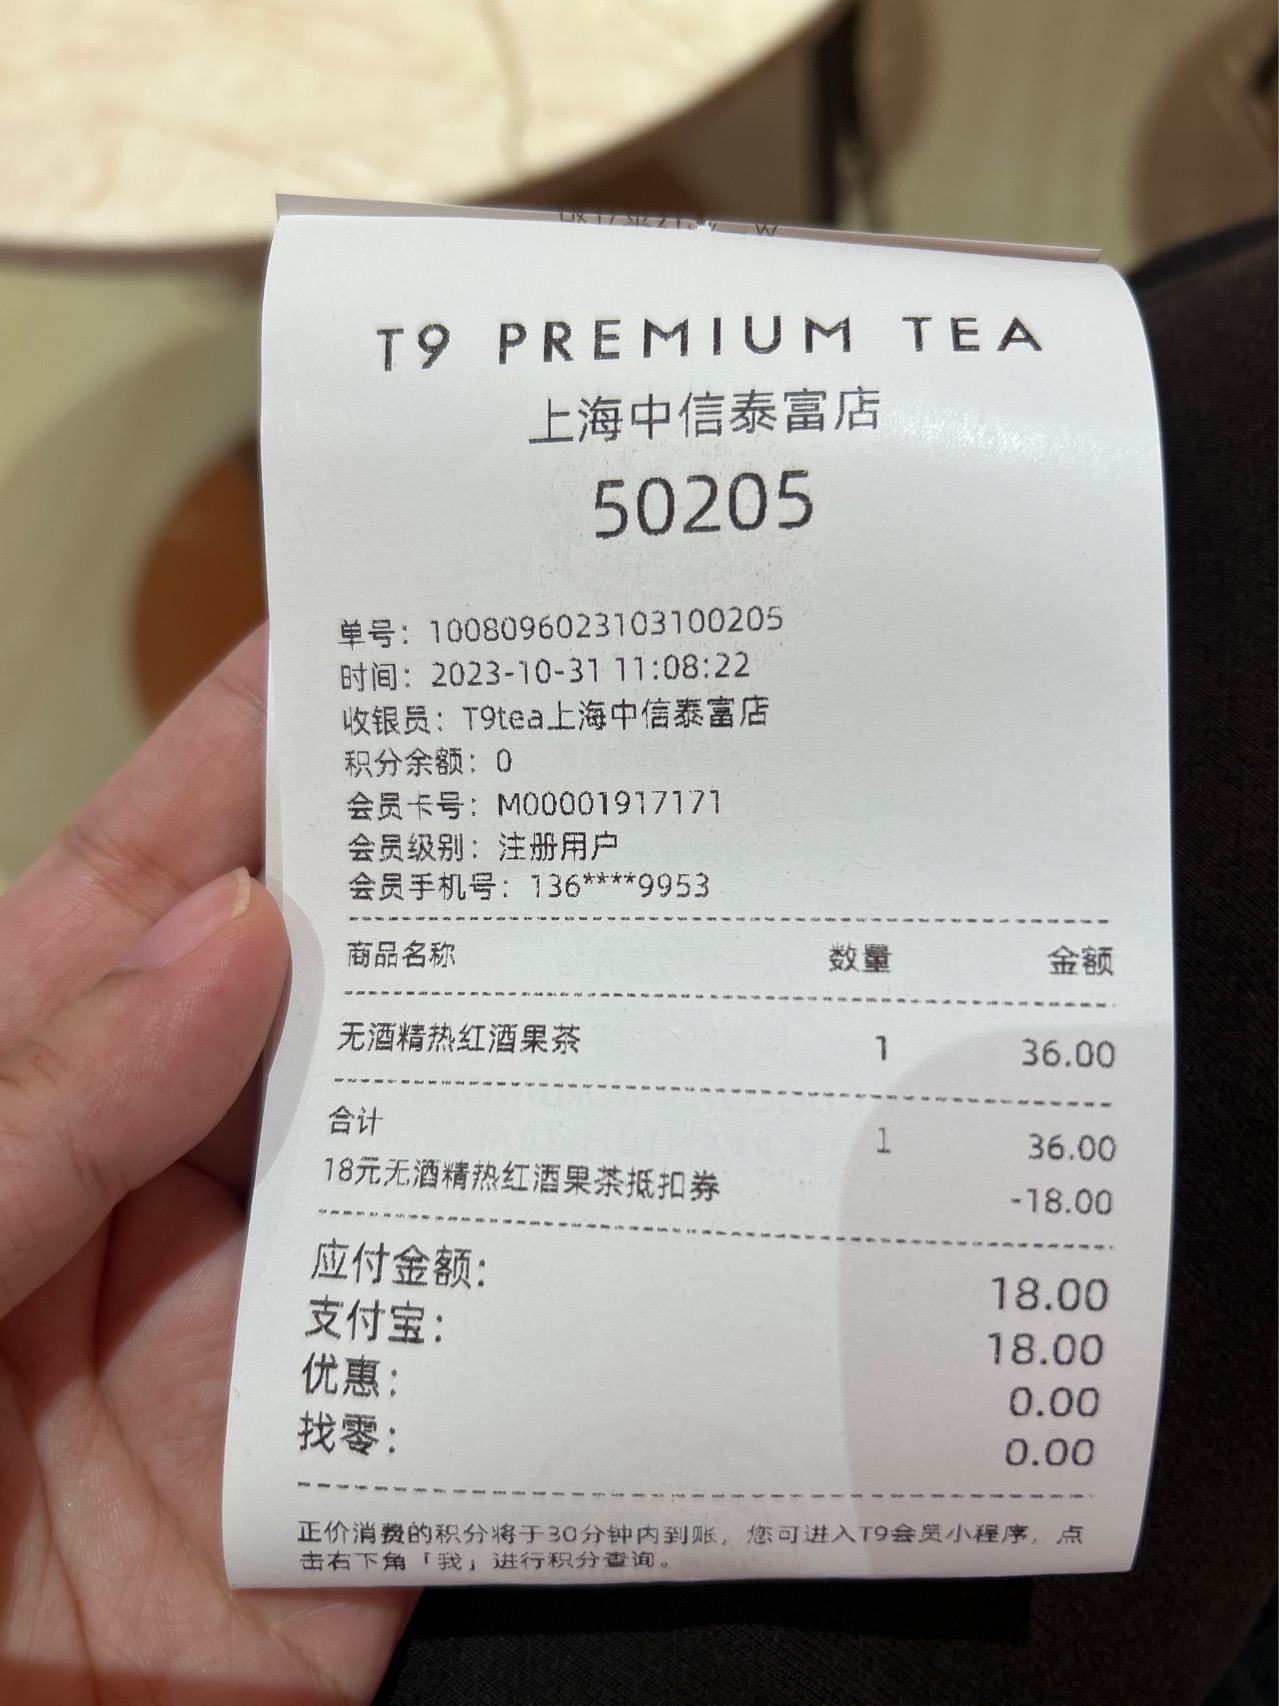 T9 PREMIUM TEA
上海中信泰富店
50205
单号：1008096023103100205
时间：2023-10-31 11:08:22
收银员：T9tea上海中信泰富店
积分余额：0
会员卡号：M00001917171
会员级别：注册用户
会员手机号：136****9953
商品名称 数量 金额
无酒精热红酒果茶 1 36.00
合计 1 36.00
18元无酒精热红酒果茶抵扣券 -18.00
应付金额： 18.00
支付宝： 18.00
优惠： 0.00
找零： 0.00
正价消费的积分将于30分钟内到账，您可进入T9会员小程序，点
击右下角「我」进行积分查询。